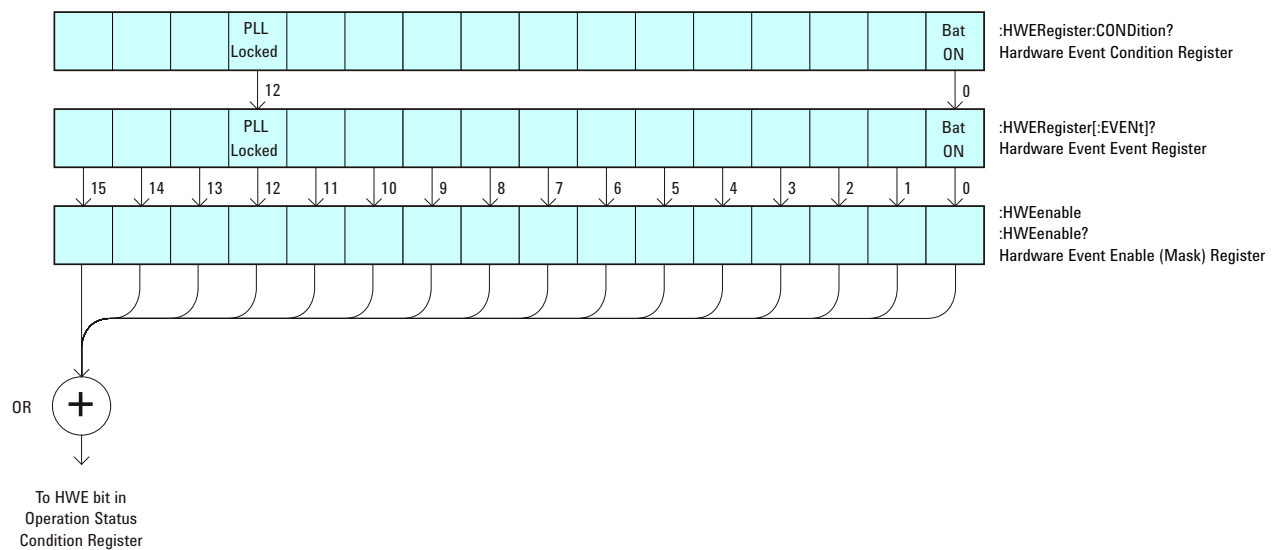 PLL
Locked
Bat
ON
:HWERegister:CONDition?
Hardware Event Condition Register
12
0
PLL
Locked
Bat
ON
:HWERegister[:EVENt]?
Hardware Event Event Register
15 14 13 12 11 10 9 8 7 6 5 4 3 2 1 0
:HWEenable
:HWEenable?
Hardware Event Enable (Mask) Register
OR
+
To HWE bit in
Operation Status
Condition Register